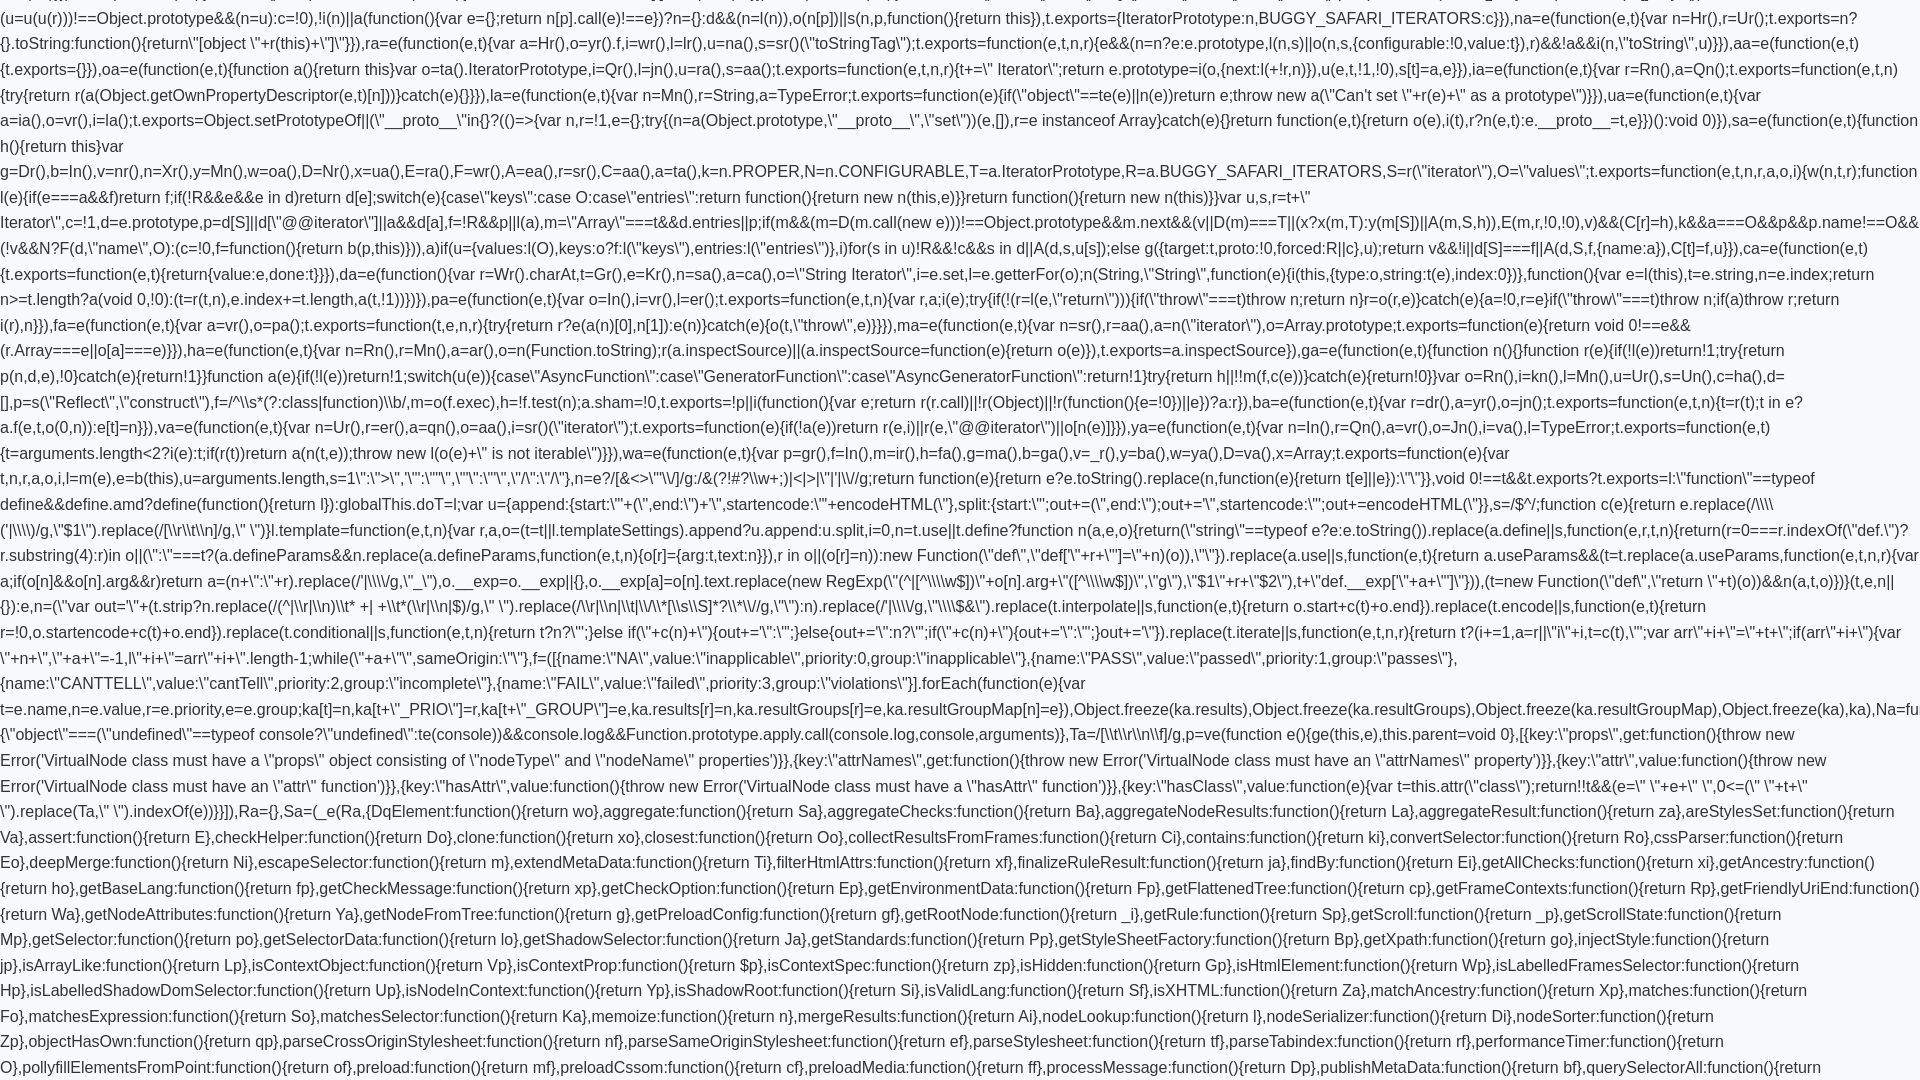 (u=u(u(r)))!==Object.prototype&&(n=u):c=!0),!i(n)||a(function(){var e={};return n[p].call(e)!==e})?n={}:d&&(n=l(n)),o(n[p])||s(n,p,function(){return this}),t.exports={IteratorPrototype:n,BUGGY_SAFARI_ITERATORS:c}}),na=e(function(e,t){var n=Hr(),r=Ur();t.exports=n?
{}.toString:function(){return\"[object \"+r(this)+\"]\"}}),ra=e(function(e,t){var a=Hr(),o=yr().f,i=wr(),l=lr(),u=na(),s=sr()(\"toStringTag\");t.exports=function(e,t,n,r){e&&(n=n?e:e.prototype,l(n,s)||o(n,s,{configurable:!0,value:t}),r)&&!a&&i(n,\"toString\",u)}}),aa=e(function(e,t)
{t.exports={}}),oa=e(function(e,t){function a(){return this}var o=ta().IteratorPrototype,i=Qr(),l=jn(),u=ra(),s=aa();t.exports=function(e,t,n,r){t+=\" Iterator\";return e.prototype=i(o,{next:l(+!r,n)}),u(e,t,!1,!0),s[t]=a,e}}),ia=e(function(e,t){var r=Rn(),a=Qn();t.exports=function(e,t,n)
{try{return r(a(Object.getOwnPropertyDescriptor(e,t)[n]))}catch(e){}}}),la=e(function(e,t){var n=Mn(),r=String,a=TypeError;t.exports=function(e){if(\"object\"==te(e)||n(e))return e;throw new a(\"Can't set \"+r(e)+\" as a prototype\")}}),ua=e(function(e,t){var
a=ia(),o=vr(),i=la();t.exports=Object.setPrototypeOf||(\"__proto__\"in{}?(()=>{var n,r=!1,e={};try{(n=a(Object.prototype,\"__proto__\",\"set\"))(e,[]),r=e instanceof Array}catch(e){}return function(e,t){return o(e),i(t),r?n(e,t):e.__proto__=t,e}})():void 0)}),sa=e(function(e,t){function
h(){return this}var
g=Dr(),b=In(),v=nr(),n=Xr(),y=Mn(),w=oa(),D=Nr(),x=ua(),E=ra(),F=wr(),A=ea(),r=sr(),C=aa(),a=ta(),k=n.PROPER,N=n.CONFIGURABLE,T=a.IteratorPrototype,R=a.BUGGY_SAFARI_ITERATORS,S=r(\"iterator\"),O=\"values\";t.exports=function(e,t,n,r,a,o,i){w(n,t,r);function
l(e){if(e===a&&f)return f;if(!R&&e&&e in d)return d[e];switch(e){case\"keys\":case O:case\"entries\":return function(){return new n(this,e)}}return function(){return new n(this)}}var u,s,r=t+\"
Iterator\",c=!1,d=e.prototype,p=d[S]||d[\"@@iterator\"]||a&&d[a],f=!R&&p||l(a),m=\"Array\"===t&&d.entries||p;if(m&&(m=D(m.call(new e)))!==Object.prototype&&m.next&&(v||D(m)===T||(x?x(m,T):y(m[S])||A(m,S,h)),E(m,r,!0,!0),v)&&(C[r]=h),k&&a===O&&p&&p.name!==O&&
(!v&&N?F(d,\"name\",O):(c=!0,f=function(){return b(p,this)})),a)if(u={values:l(O),keys:o?f:l(\"keys\"),entries:l(\"entries\")},i)for(s in u)!R&&!c&&s in d||A(d,s,u[s]);else g({target:t,proto:!0,forced:R||c},u);return v&&!i||d[S]===f||A(d,S,f,{name:a}),C[t]=f,u}}),ca=e(function(e,t)
{t.exports=function(e,t){return{value:e,done:t}}}),da=e(function(){var r=Wr().charAt,t=Gr(),e=Kr(),n=sa(),a=ca(),o=\"String Iterator\",i=e.set,l=e.getterFor(o);n(String,\"String\",function(e){i(this,{type:o,string:t(e),index:0})},function(){var e=l(this),t=e.string,n=e.index;return
n>=t.length?a(void 0,!0):(t=r(t,n),e.index+=t.length,a(t,!1))})}),pa=e(function(e,t){var o=In(),i=vr(),l=er();t.exports=function(e,t,n){var r,a;i(e);try{if(!(r=l(e,\"return\"))){if(\"throw\"===t)throw n;return n}r=o(r,e)}catch(e){a=!0,r=e}if(\"throw\"===t)throw n;if(a)throw r;return
i(r),n}}),fa=e(function(e,t){var a=vr(),o=pa();t.exports=function(t,e,n,r){try{return r?e(a(n)[0],n[1]):e(n)}catch(e){o(t,\"throw\",e)}}}),ma=e(function(e,t){var n=sr(),r=aa(),a=n(\"iterator\"),o=Array.prototype;t.exports=function(e){return void 0!==e&&
(r.Array===e||o[a]===e)}}),ha=e(function(e,t){var n=Rn(),r=Mn(),a=ar(),o=n(Function.toString);r(a.inspectSource)||(a.inspectSource=function(e){return o(e)}),t.exports=a.inspectSource}),ga=e(function(e,t){function n(){}function r(e){if(!l(e))return!1;try{return
p(n,d,e),!0}catch(e){return!1}}function a(e){if(!l(e))return!1;switch(u(e)){case\"AsyncFunction\":case\"GeneratorFunction\":case\"AsyncGeneratorFunction\":return!1}try{return h||!!m(f,c(e))}catch(e){return!0}}var o=Rn(),i=kn(),l=Mn(),u=Ur(),s=Un(),c=ha(),d=
[],p=s(\"Reflect\",\"construct\"),f=/^\\s*(?:class|function)\\b/,m=o(f.exec),h=!f.test(n);a.sham=!0,t.exports=!p||i(function(){var e;return r(r.call)||!r(Object)||!r(function(){e=!0})||e})?a:r}),ba=e(function(e,t){var r=dr(),a=yr(),o=jn();t.exports=function(e,t,n){t=r(t);t in e?
a.f(e,t,o(0,n)):e[t]=n}}),va=e(function(e,t){var n=Ur(),r=er(),a=qn(),o=aa(),i=sr()(\"iterator\");t.exports=function(e){if(!a(e))return r(e,i)||r(e,\"@@iterator\")||o[n(e)]}}),ya=e(function(e,t){var n=In(),r=Qn(),a=vr(),o=Jn(),i=va(),l=TypeError;t.exports=function(e,t)
{t=arguments.length<2?i(e):t;if(r(t))return a(n(t,e));throw new l(o(e)+\" is not iterable\")}}),wa=e(function(e,t){var p=gr(),f=In(),m=ir(),h=fa(),g=ma(),b=ga(),v=_r(),y=ba(),w=ya(),D=va(),x=Array;t.exports=function(e){var
t,n,r,a,o,i,l=m(e),e=b(this),u=arguments.length,s=1\":\">\",\"'\":\"'\",\"'\":\"'\",\"/\":\"/\"},n=e?/[&<>\"'\\/]/g:/&(?!#?\\w+;)|<|>|\"|'|\\//g;return function(e){return e?e.toString().replace(n,function(e){return t[e]||e}):\"\"}},void 0!==t&&t.exports?t.exports=l:\"function\"==typeof
define&&define.amd?define(function(){return l}):globalThis.doT=l;var u={append:{start:\"'+(\",end:\")+'\",startencode:\"'+encodeHTML(\"},split:{start:\"';out+=(\",end:\");out+='\",startencode:\"';out+=encodeHTML(\"}},s=/$^/;function c(e){return e.replace(/\\\\
('|\\\\)/g,\"$1\").replace(/[\\r\\t\\n]/g,\" \")}l.template=function(e,t,n){var r,a,o=(t=t||l.templateSettings).append?u.append:u.split,i=0,n=t.use||t.define?function n(a,e,o){return(\"string\"==typeof e?e:e.toString()).replace(a.define||s,function(e,r,t,n){return(r=0===r.indexOf(\"def.\")?
r.substring(4):r)in o||(\":\"===t?(a.defineParams&&n.replace(a.defineParams,function(e,t,n){o[r]={arg:t,text:n}}),r in o||(o[r]=n)):new Function(\"def\",\"def['\"+r+\"']=\"+n)(o)),\"\"}).replace(a.use||s,function(e,t){return a.useParams&&(t=t.replace(a.useParams,function(e,t,n,r){var
a;if(o[n]&&o[n].arg&&r)return a=(n+\":\"+r).replace(/'|\\\\/g,\"_\"),o.__exp=o.__exp||{},o.__exp[a]=o[n].text.replace(new RegExp(\"(^|[^\\\\w$])\"+o[n].arg+\"([^\\\\w$])\",\"g\"),\"$1\"+r+\"$2\"),t+\"def.__exp['\"+a+\"']\"})),(t=new Function(\"def\",\"return \"+t)(o))&&n(a,t,o)})}(t,e,n||
{}):e,n=(\"var out='\"+(t.strip?n.replace(/(^|\\r|\\n)\\t* +| +\\t*(\\r|\\n|$)/g,\" \").replace(/\\r|\\n|\\t|\\/\\*[\\s\\S]*?\\*\\//g,\"\"):n).replace(/'|\\\\/g,\"\\\\$&\").replace(t.interpolate||s,function(e,t){return o.start+c(t)+o.end}).replace(t.encode||s,function(e,t){return
r=!0,o.startencode+c(t)+o.end}).replace(t.conditional||s,function(e,t,n){return t?n?\"';}else if(\"+c(n)+\"){out+='\":\"';}else{out+='\":n?\"';if(\"+c(n)+\"){out+='\":\"';}out+='\"}).replace(t.iterate||s,function(e,t,n,r){return t?(i+=1,a=r||\"i\"+i,t=c(t),\"';var arr\"+i+\"=\"+t+\";if(arr\"+i+\"){var
\"+n+\",\"+a+\"=-1,l\"+i+\"=arr\"+i+\".length-1;while(\"+a+\"\",sameOrigin:\"\"},f=([{name:\"NA\",value:\"inapplicable\",priority:0,group:\"inapplicable\"},{name:\"PASS\",value:\"passed\",priority:1,group:\"passes\"},
{name:\"CANTTELL\",value:\"cantTell\",priority:2,group:\"incomplete\"},{name:\"FAIL\",value:\"failed\",priority:3,group:\"violations\"}].forEach(function(e){var
t=e.name,n=e.value,r=e.priority,e=e.group;ka[t]=n,ka[t+\"_PRIO\"]=r,ka[t+\"_GROUP\"]=e,ka.results[r]=n,ka.resultGroups[r]=e,ka.resultGroupMap[n]=e}),Object.freeze(ka.results),Object.freeze(ka.resultGroups),Object.freeze(ka.resultGroupMap),Object.freeze(ka),ka),Na=fu
{\"object\"===(\"undefined\"==typeof console?\"undefined\":te(console))&&console.log&&Function.prototype.apply.call(console.log,console,arguments)},Ta=/[\\t\\r\\n\\f]/g,p=ve(function e(){ge(this,e),this.parent=void 0},[{key:\"props\",get:function(){throw new
Error('VirtualNode class must have a \"props\" object consisting of \"nodeType\" and \"nodeName\" properties')}},{key:\"attrNames\",get:function(){throw new Error('VirtualNode class must have an \"attrNames\" property')}},{key:\"attr\",value:function(){throw new
Error('VirtualNode class must have an \"attr\" function')}},{key:\"hasAttr\",value:function(){throw new Error('VirtualNode class must have a \"hasAttr\" function')}},{key:\"hasClass\",value:function(e){var t=this.attr(\"class\");return!!t&&(e=\" \"+e+\" \",0<=(\" \"+t+\"
\").replace(Ta,\" \").indexOf(e))}}]),Ra={},Sa=(_e(Ra,{DqElement:function(){return wo},aggregate:function(){return Sa},aggregateChecks:function(){return Ba},aggregateNodeResults:function(){return La},aggregateResult:function(){return za},areStylesSet:function(){return
Va},assert:function(){return E},checkHelper:function(){return Do},clone:function(){return xo},closest:function(){return Oo},collectResultsFromFrames:function(){return Ci},contains:function(){return ki},convertSelector:function(){return Ro},cssParser:function(){return
Eo},deepMerge:function(){return Ni},escapeSelector:function(){return m},extendMetaData:function(){return Ti},filterHtmlAttrs:function(){return xf},finalizeRuleResult:function(){return ja},findBy:function(){return Ei},getAllChecks:function(){return xi},getAncestry:function()
{return ho},getBaseLang:function(){return fp},getCheckMessage:function(){return xp},getCheckOption:function(){return Ep},getEnvironmentData:function(){return Fp},getFlattenedTree:function(){return cp},getFrameContexts:function(){return Rp},getFriendlyUriEnd:function()
{return Wa},getNodeAttributes:function(){return Ya},getNodeFromTree:function(){return g},getPreloadConfig:function(){return gf},getRootNode:function(){return _i},getRule:function(){return Sp},getScroll:function(){return _p},getScrollState:function(){return
Mp},getSelector:function(){return po},getSelectorData:function(){return lo},getShadowSelector:function(){return Ja},getStandards:function(){return Pp},getStyleSheetFactory:function(){return Bp},getXpath:function(){return go},injectStyle:function(){return
jp},isArrayLike:function(){return Lp},isContextObject:function(){return Vp},isContextProp:function(){return $p},isContextSpec:function(){return zp},isHidden:function(){return Gp},isHtmlElement:function(){return Wp},isLabelledFramesSelector:function(){return
Hp},isLabelledShadowDomSelector:function(){return Up},isNodeInContext:function(){return Yp},isShadowRoot:function(){return Si},isValidLang:function(){return Sf},isXHTML:function(){return Za},matchAncestry:function(){return Xp},matches:function(){return
Fo},matchesExpression:function(){return So},matchesSelector:function(){return Ka},memoize:function(){return n},mergeResults:function(){return Ai},nodeLookup:function(){return l},nodeSerializer:function(){return Di},nodeSorter:function(){return
Zp},objectHasOwn:function(){return qp},parseCrossOriginStylesheet:function(){return nf},parseSameOriginStylesheet:function(){return ef},parseStylesheet:function(){return tf},parseTabindex:function(){return rf},performanceTimer:function(){return
O},pollyfillElementsFromPoint:function(){return of},preload:function(){return mf},preloadCssom:function(){return cf},preloadMedia:function(){return ff},processMessage:function(){return Dp},publishMetaData:function(){return bf},querySelectorAll:function(){return